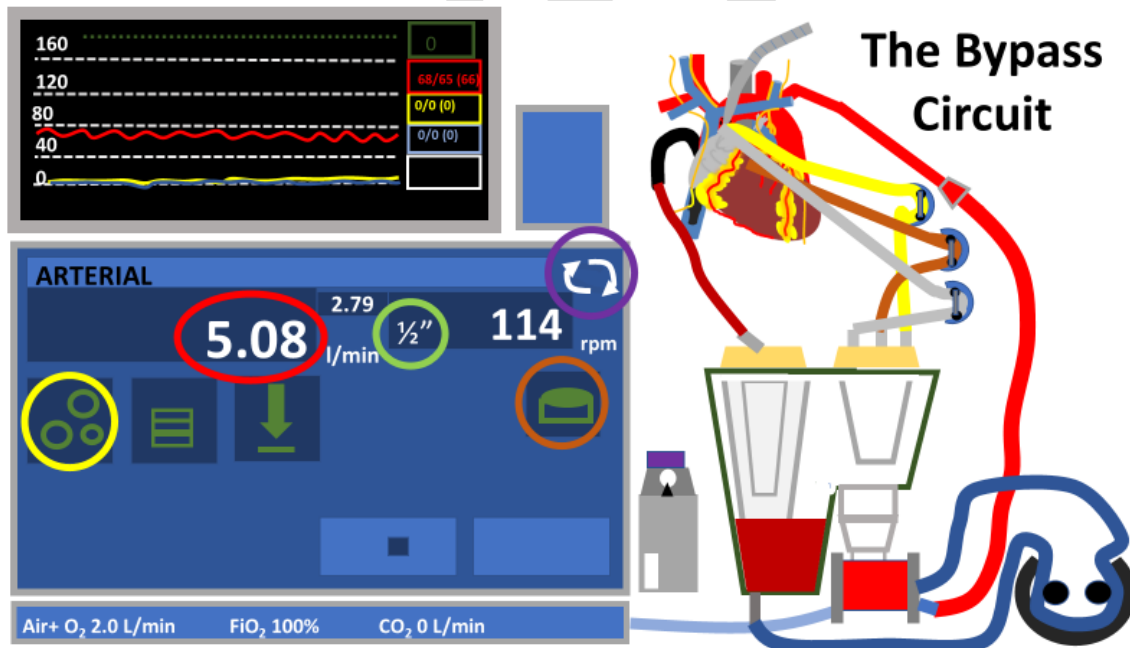 160
120
80
40
0
0
68/65 (66)
0/0 (0)
0/0 (0)
The Bypass
Circuit
ARTERIAL
5.08
2.79
l/min
½”
114
rpm
Air+ O₂ 2.0 L/min FiO₂ 100% CO₂ 0 L/min